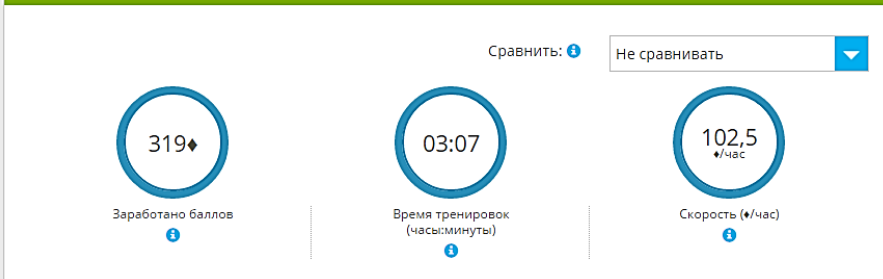 Сравнить:
Не сравнивать
319♦
03:07
102,5
♦/час
Заработано баллов
Время тренировок
(часы:минуты)
Скорость (♦/час)